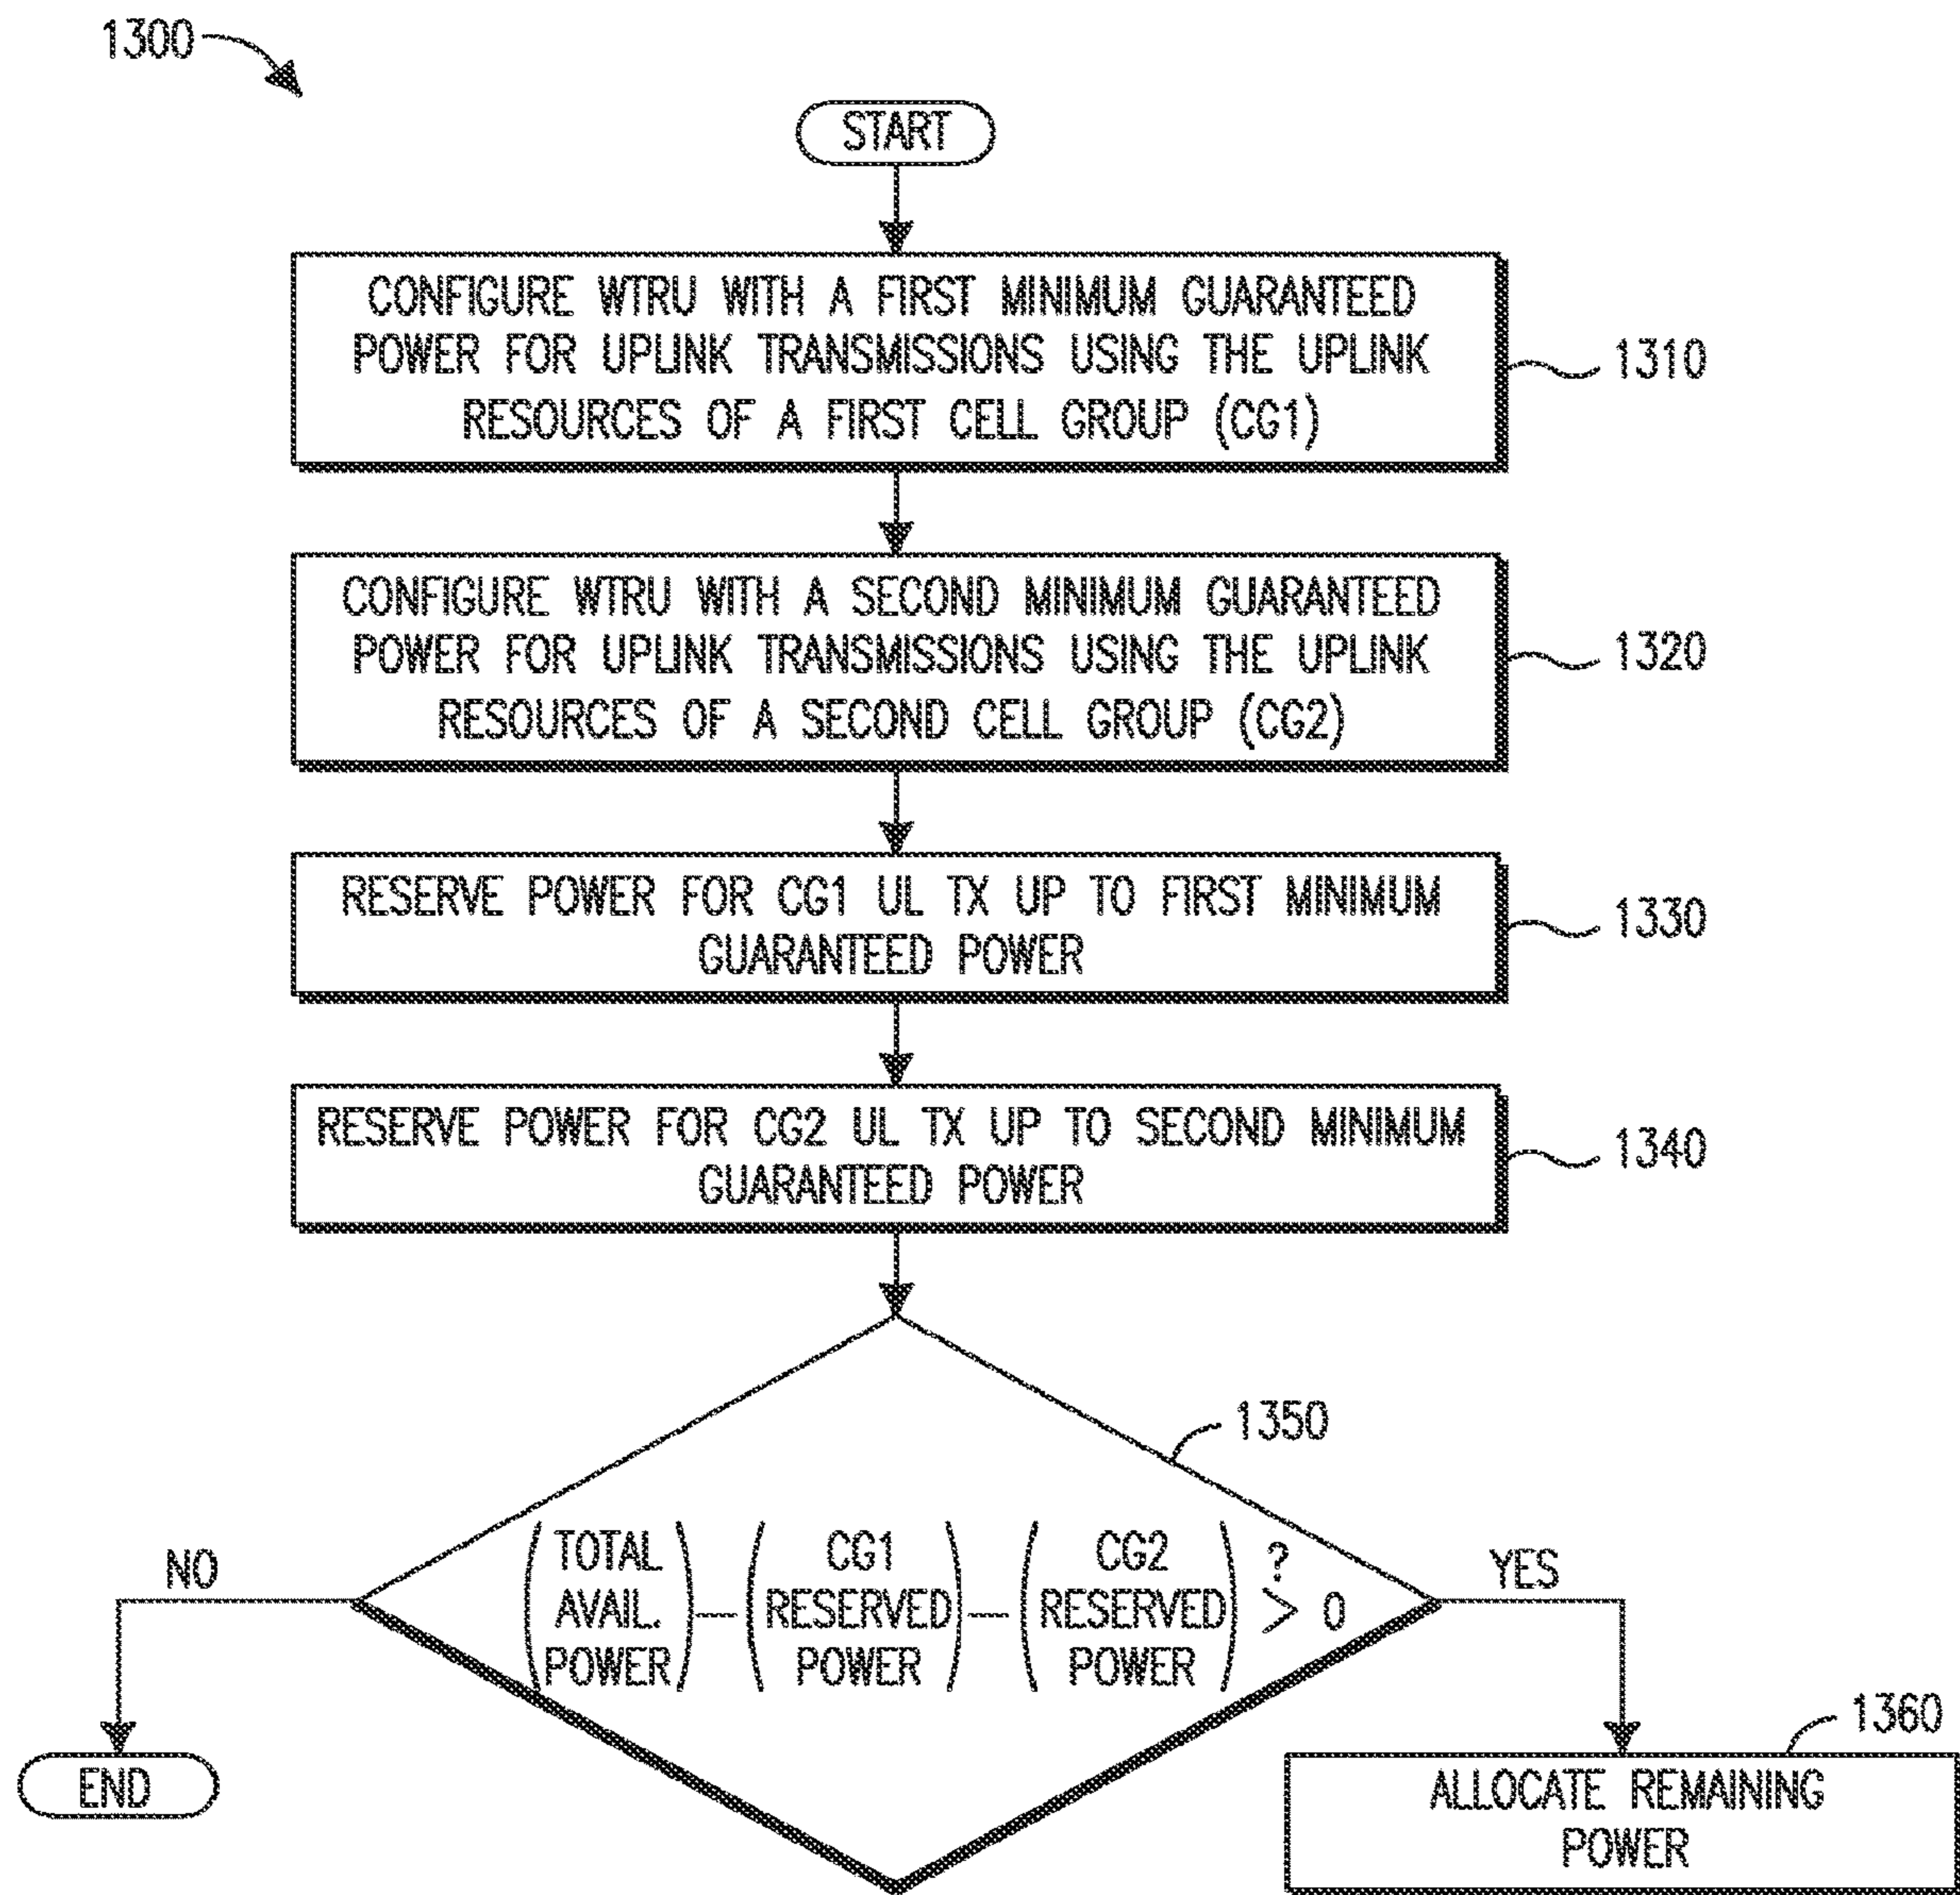 1300
START
CONFIGURE WTRU WITH A FIRST MINIMUM GUARANTEED
POWER FOR UPLINK TRANSMISSIONS USING THE UPLINK
RESOURCES OF A FIRST CELL GROUP (CG1)
1310
CONFIGURE WTRU WITH A SECOND MINIMUM GUARANTEED
POWER FOR UPLINK TRANSMISSIONS USING THE UPLINK
RESOURCES OF A SECOND CELL GROUP (CG2)
1320
RESERVE POWER FOR CG1 UL TX UP TO FIRST MINIMUM
GUARANTEED POWER
1330
RESERVE POWER FOR CG2 UL TX UP TO SECOND MINIMUM
GUARANTEED POWER
1340
1350
(TOTAL AVAIL. POWER) – (CG1 RESERVED POWER) – (CG2 RESERVED POWER) ?> 0
NO
YES
END
1360
ALLOCATE REMAINING
POWER